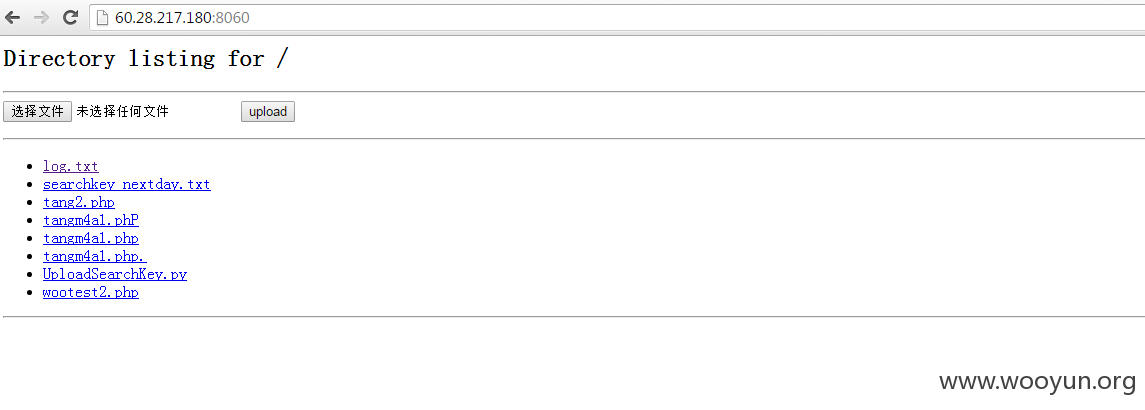 60.28.217.180:8060
Directory listing for /
选择文件 未选择任何文件 upload
log.txt
searchkey_nextday.txt
tang2.php
tangm4a1.phP
tangm4a1.php
tangm4a1.php.
UploadSearchKey.py
wootest2.php
www.wooyun.org